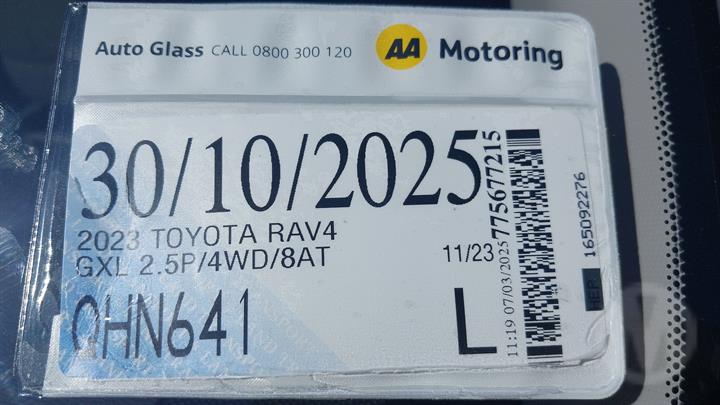 Auto Glass CALL 0800 300 120
AA Motoring
30/10/2025
2023 TOYOTA RAV4
GXL 2.5P/4WD/8AT
11/23
QHN641
L
11:19 07/03/2025 775677215
HEP 165092276